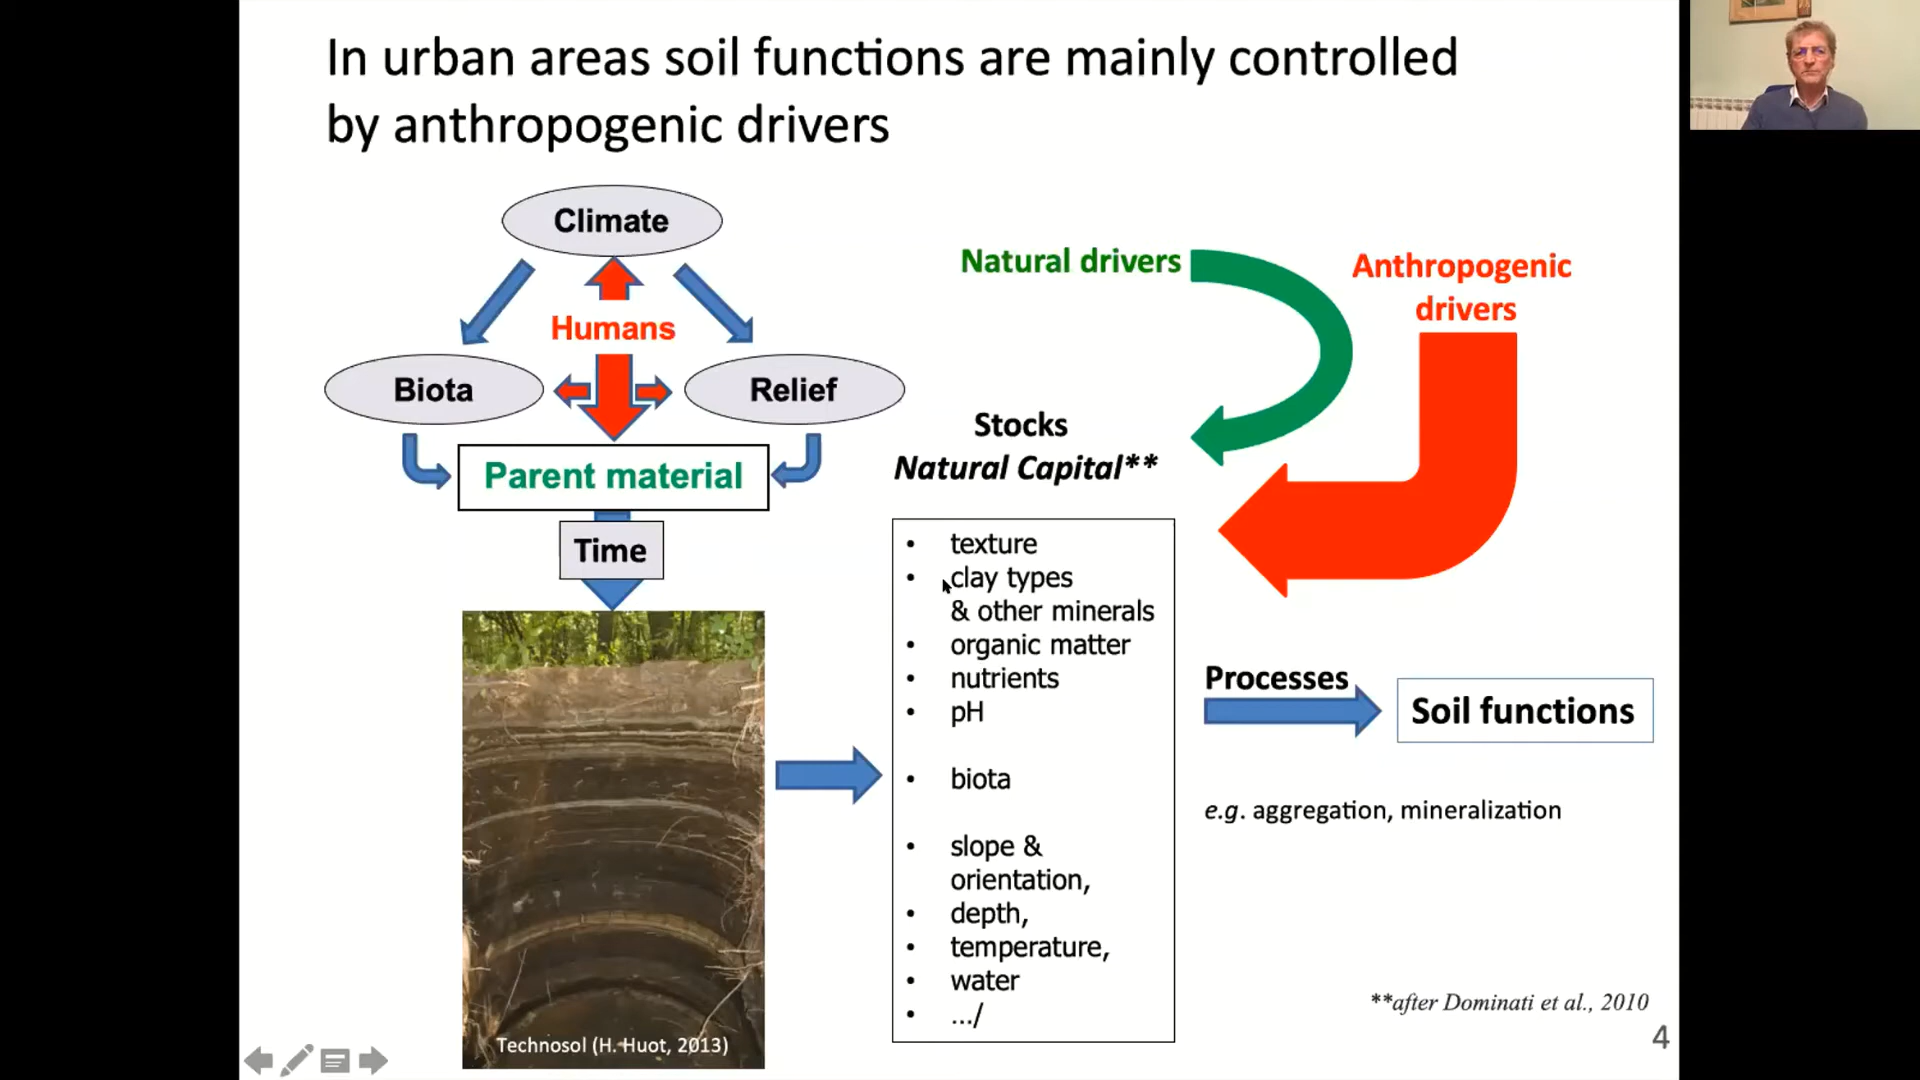 In urban areas soil functions are mainly controlled
by anthropogenic drivers
Climate
Humans
Biota
Relief
Parent material
Time
Technosol (H. Huot, 2013)
Natural drivers
Anthropogenic
drivers
Stocks
Natural Capital**
• texture
• clay types
& other minerals
• organic matter
• nutrients
• pH
• biota
• slope &
orientation,
• depth,
• temperature,
• water
• .../
Processes
Soil functions
e.g. aggregation, mineralization
**after Dominati et al., 2010
4